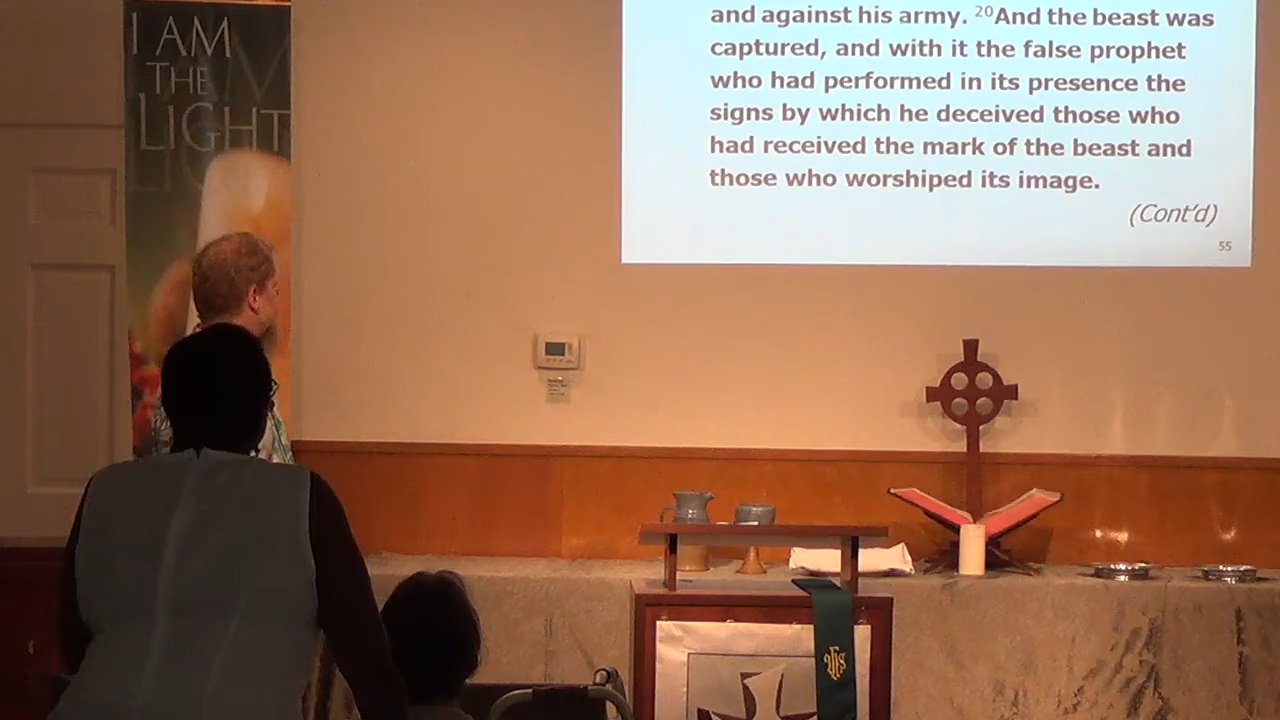 I AM
THE
LIGHT
and against his army. ²⁰And the beast was
captured, and with it the false prophet
who had performed in its presence the
signs by which he deceived those who
had received the mark of the beast and
those who worshiped its image.
(Cont'd)
55